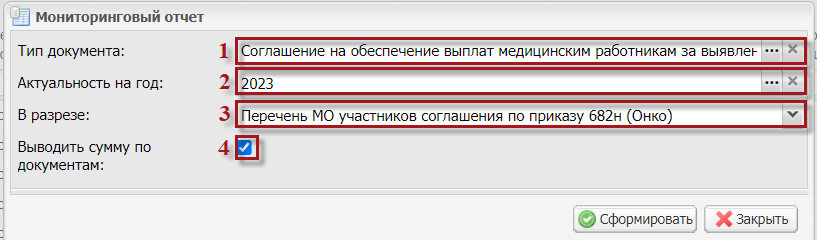 Мониторинговый отчет
Тип документа: 1 Соглашение на обеспечение выплат медицинским работникам за выявлен
Актуальность на год: 2 2023
В разрезе: 3 Перечень МО участников соглашения по приказу 682н (Онко)
Выводить сумму по 4
документам:
Сформировать Закрыть